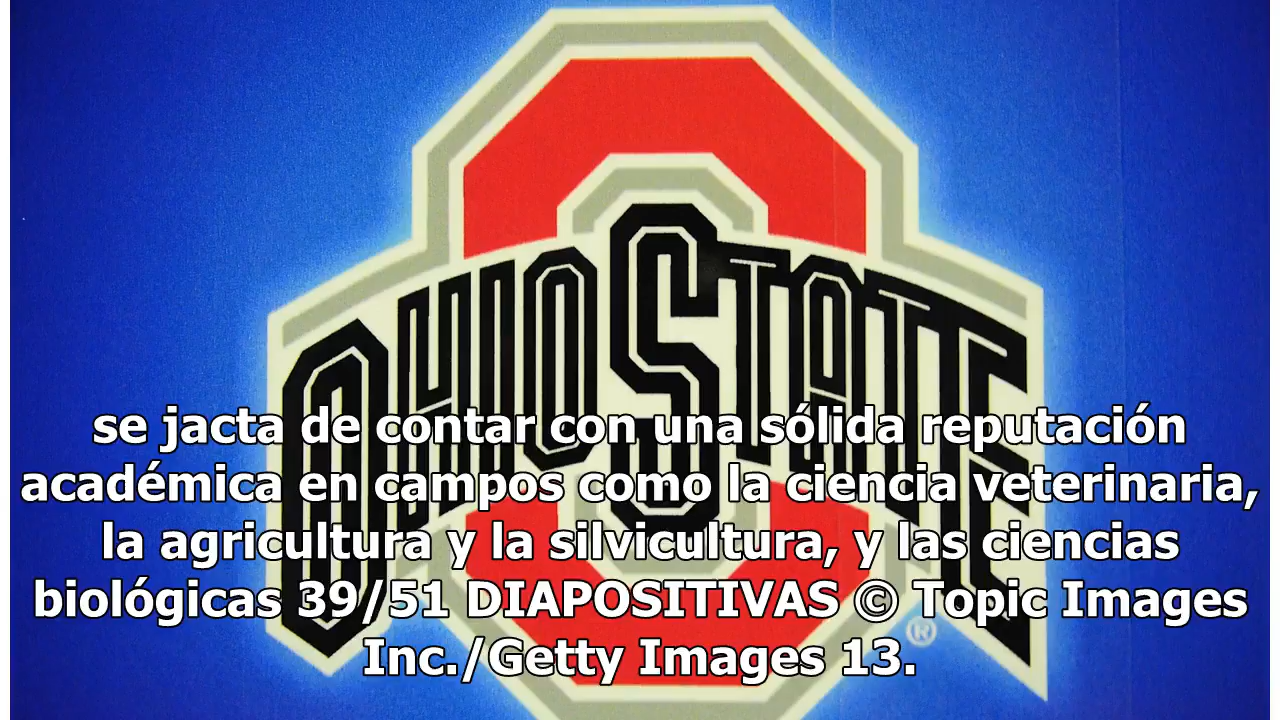 OHIO STATE
se jacta de contar con una sólida reputación
académica en campos como la ciencia veterinaria,
la agricultura y la silvicultura, y las ciencias
biológicas 39/51 DIAPOSITIVAS © Topic Images
Inc./Getty Images 13.
®